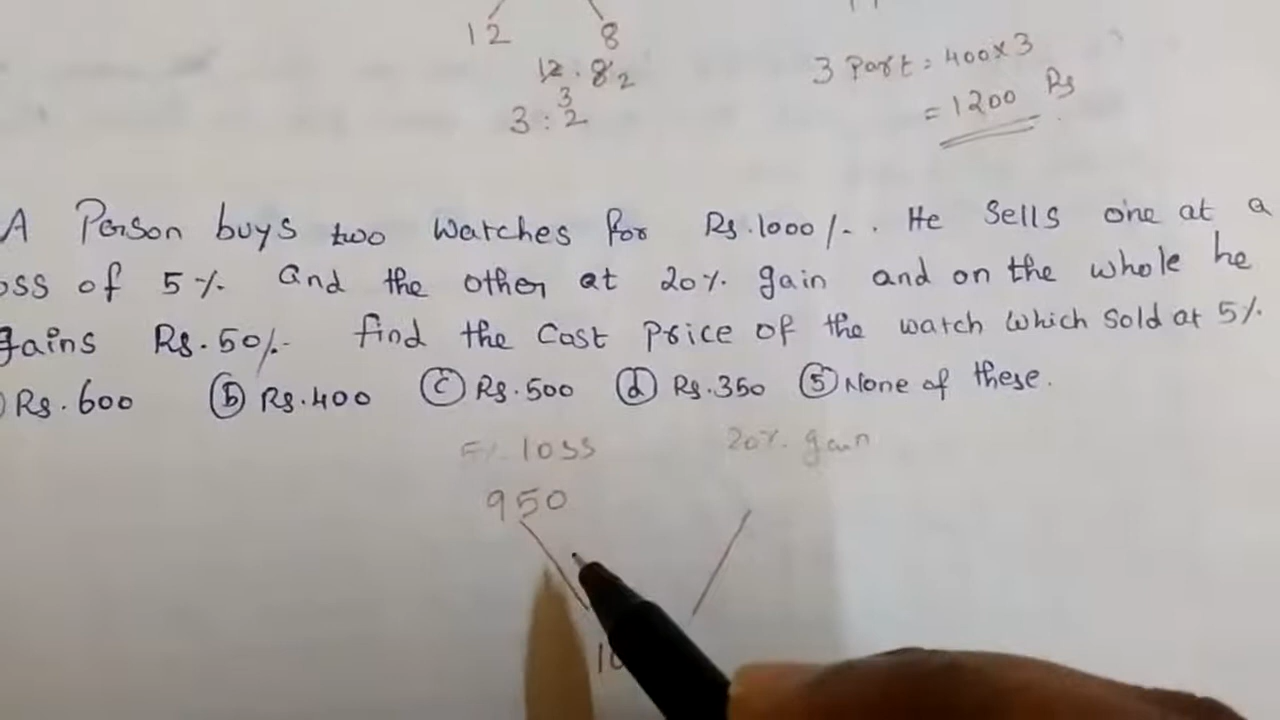 12 8
12 : 8 2
3
3 : 2
3 Part = 400x3
= 1200 Rs
A Person buys two watches for Rs.1000/-. He Sells one at a
oss of 5% and the other at 20% gain and on the whole he
gains Rs.50/- find the Cost Price of the watch which sold at 5%.
Rs.600 (b) Rs.400 (c) Rs.500 (d) Rs.350 (5) None of these.
5% loss 20% gain
950
10